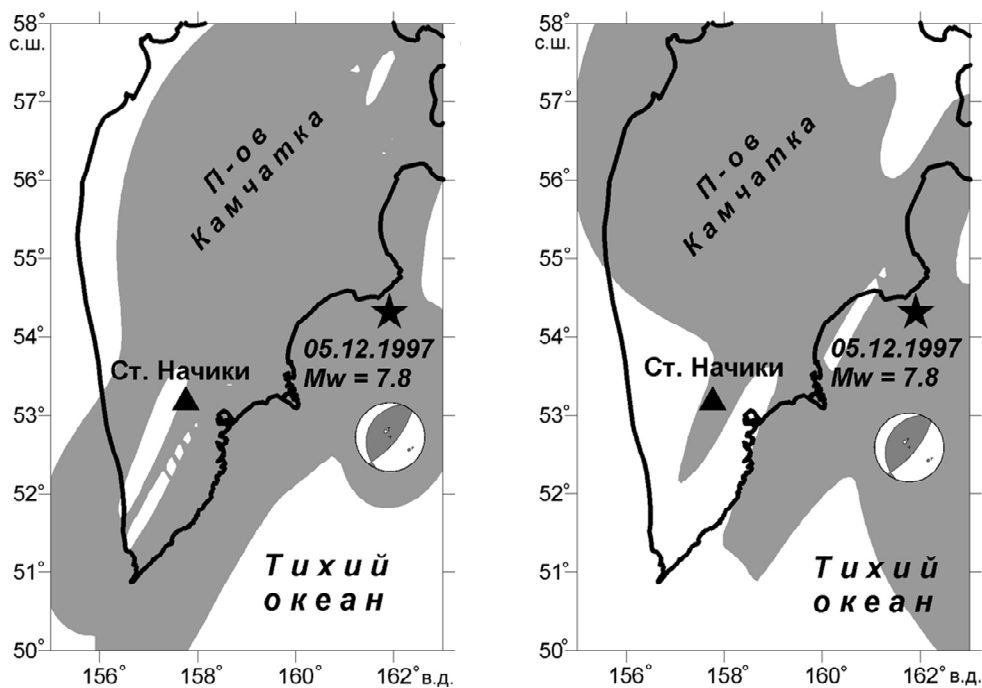 58°
с.ш.
57°
56°
55°
54°
53°
52°
51°
50°
П-ов
Камчатка
05.12.1997
Mw = 7.8
Ст. Начики
Тихий
океан
156°
158°
160°
162° в.д.
58°
с.ш.
57°
56°
55°
54°
53°
52°
51°
50°
П-ов
Камчатка
05.12.1997
Mw = 7.8
Ст. Начики
Тихий
океан
156°
158°
160°
162° в.д.